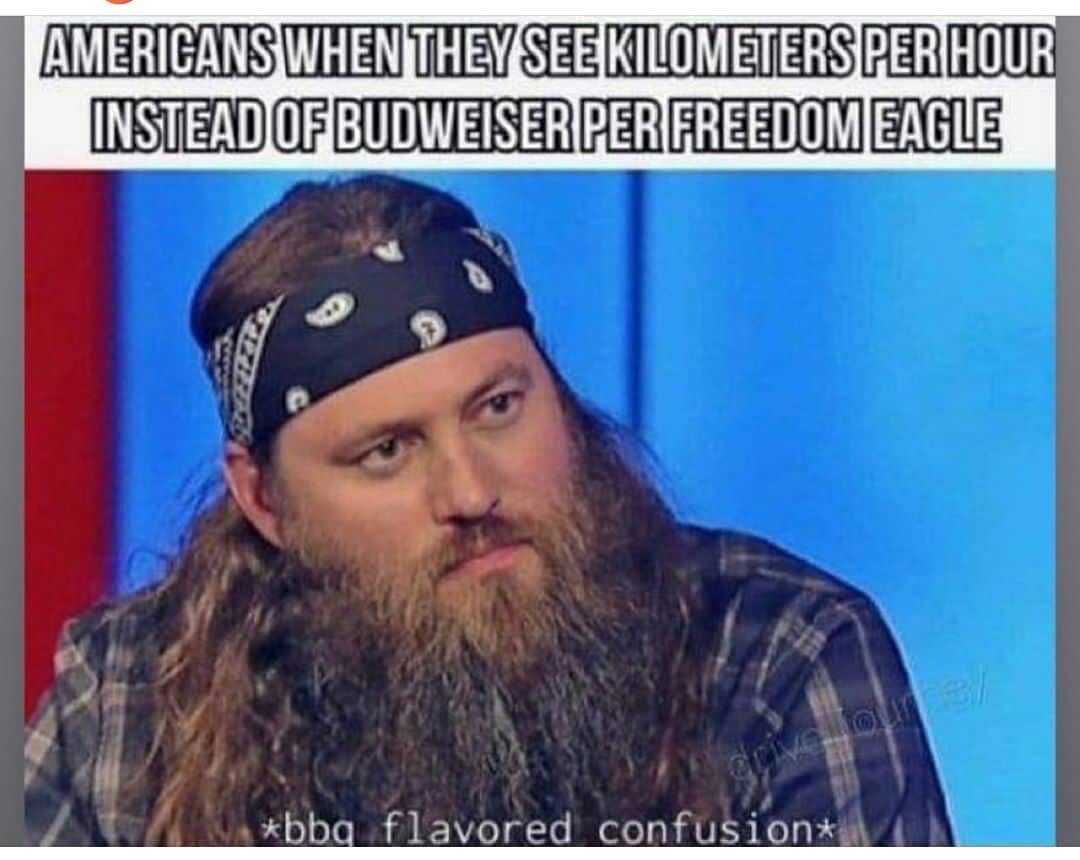 AMERICANS WHEN THEY SEE KILOMETERS PER HOUR
INSTEAD OF BUDWEISER PER FREEDOM EAGLE
*bbq flavored confusion*